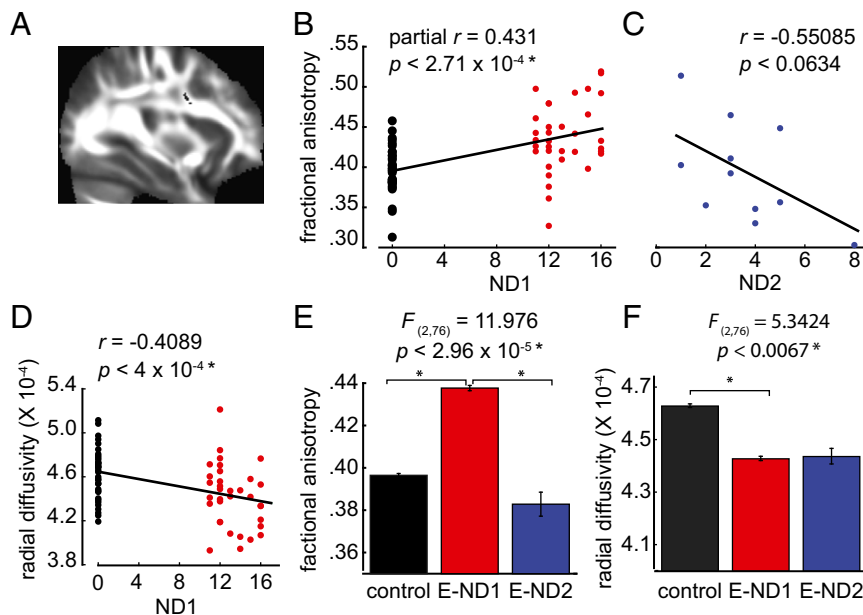 A
B
partial r = 0.431
p < 2.71 x 10-4 *
fractional anisotropy
.55
.50
.45
.40
.35
.30
0 4 8 12 16
ND1
C
r = -0.55085
p < 0.0634
0 2 4 6 8
ND2
D
r = -0.4089
p < 4 x 10-4 *
radial diffusivity (X 10-4)
5.4
5.0
4.6
4.2
3.8
0 4 8 12 16
ND1
E
F(2,76) = 11.976
p < 2.96 x 10-5 *
factional anisotropy
.44
.42
.40
.38
.36
* *
control E-ND1 E-ND2
F
F(2,76) = 5.3424
p < 0.0067 *
radial diffusivity (X 10-4)
4.7
4.5
4.3
4.1
*
control E-ND1 E-ND2